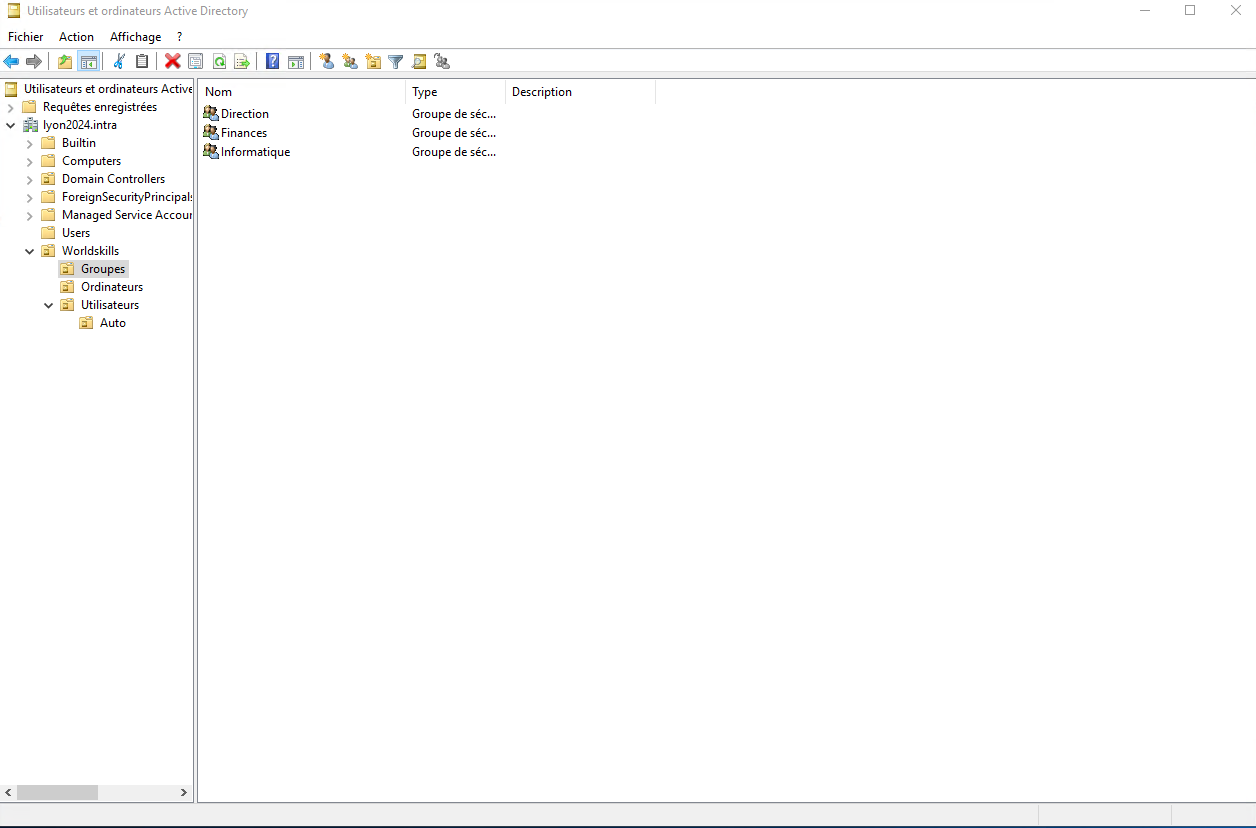 Utilisateurs et ordinateurs Active Directory
Fichier Action Affichage ?
Utilisateurs et ordinateurs Active
Requêtes enregistrées
lyon2024.intra
Builtin
Computers
Domain Controllers
ForeignSecurityPrincipals
Managed Service Accour
Users
Worldskills
Groupes
Ordinateurs
Utilisateurs
Auto
Nom Type Description
Direction Groupe de séc...
Finances Groupe de séc...
Informatique Groupe de séc...